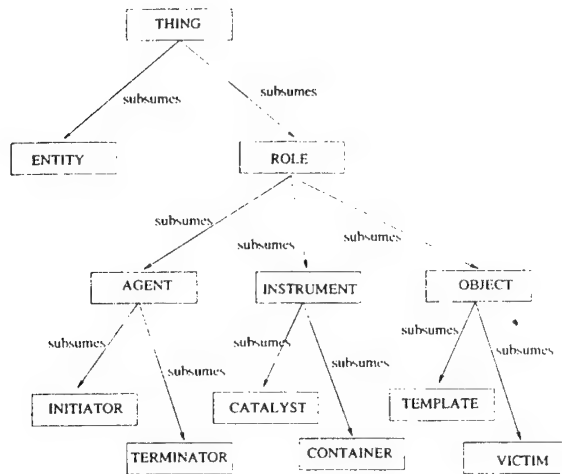 THING
subsumes
subsumes
ENTITY
ROLE
subsumes
subsumes
subsumes
AGENT
INSTRUMENT
OBJECT
subsumes
subsumes
subsumes
subsumes
subsumes
subsumes
INITIATOR
CATALYST
TEMPLATE
TERMINATOR
CONTAINER
VICTIM